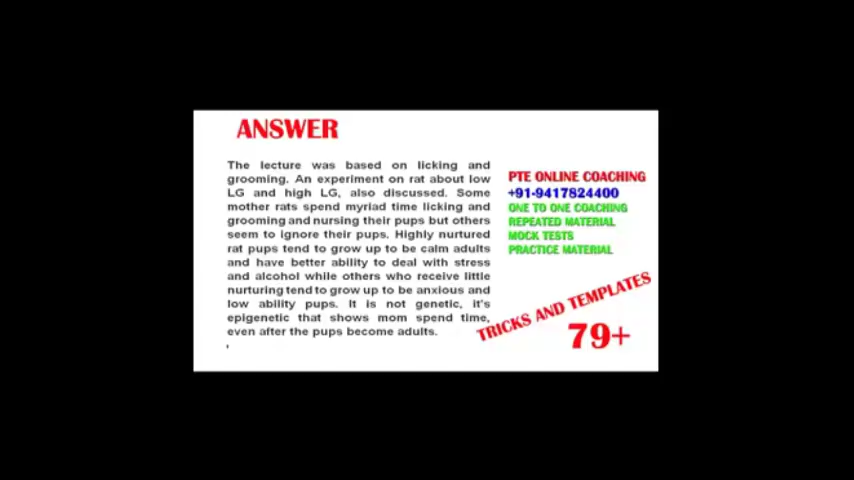 ANSWER
The lecture was based on licking and
grooming. An experiment on rat about low
LG and high LG, also discussed. Some
mother rats spend myriad time licking and
grooming and nursing their pups but others
seem to ignore their pups. Highly nurtured
rat pups tend to grow up to be calm adults
and have better ability to deal with stress
and alcohol while others who receive little
nurturing tend to grow up to be anxious and
low ability pups. It is not genetic, it's
epigenetic that shows mom spend time,
even after the pups become adults.
PTE ONLINE COACHING
+91-9417824400
ONE TO ONE COACHING
REPEATED MATERIAL
MOCK TESTS
PRACTICE MATERIAL
TRICKS AND TEMPLATES
79+